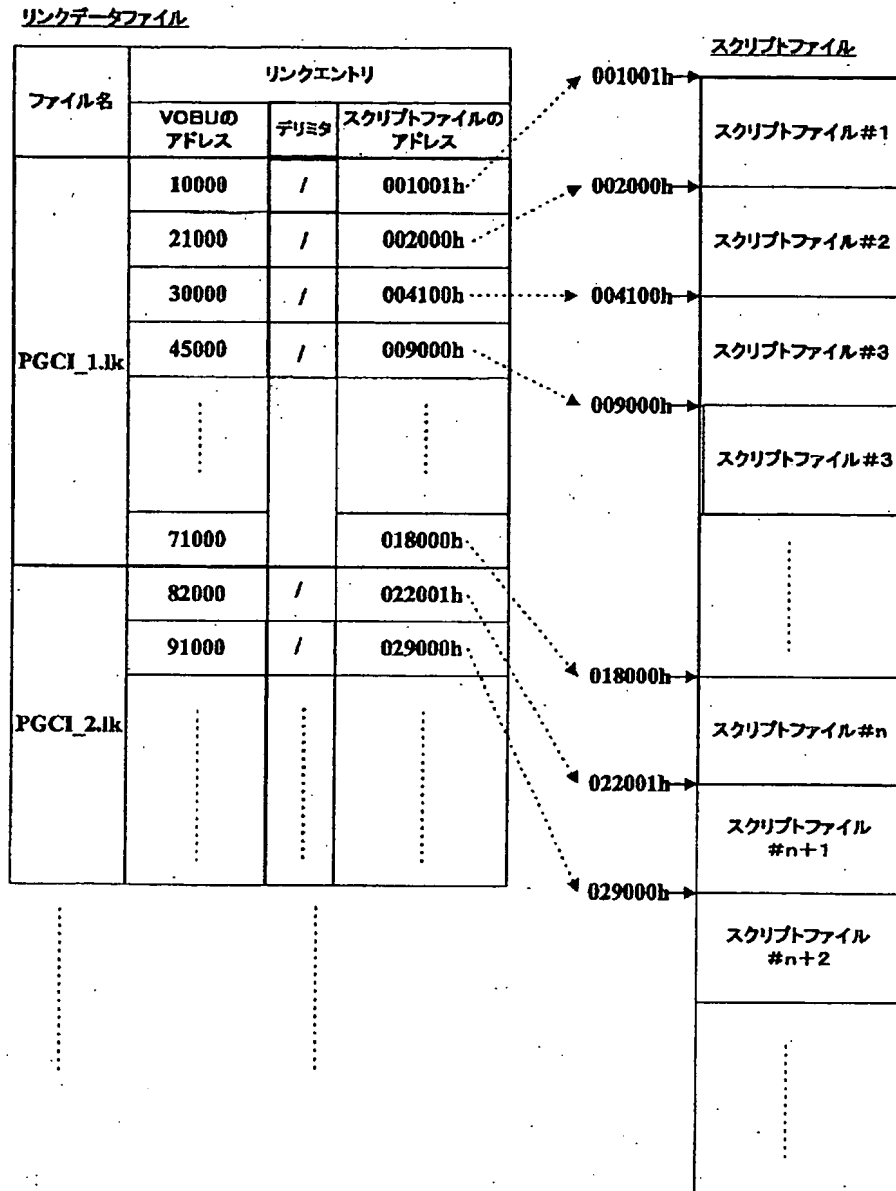 リンクデータファイル
ファイル名
リンクエントリ
VOBUの
アドレス
デリミタ
スクリプトファイルの
アドレス
PGCI_1.lk
10000 / 001001h
21000 / 002000h
30000 / 004100h
45000 / 009000h
71000 018000h
PGCI_2.lk
82000 / 022001h
91000 / 029000h
スクリプトファイル
001001h
スクリプトファイル#1
002000h
スクリプトファイル#2
004100h
スクリプトファイル#3
009000h
スクリプトファイル#3
018000h
スクリプトファイル#n
022001h
スクリプトファイル
#n+1
029000h
スクリプトファイル
#n+2